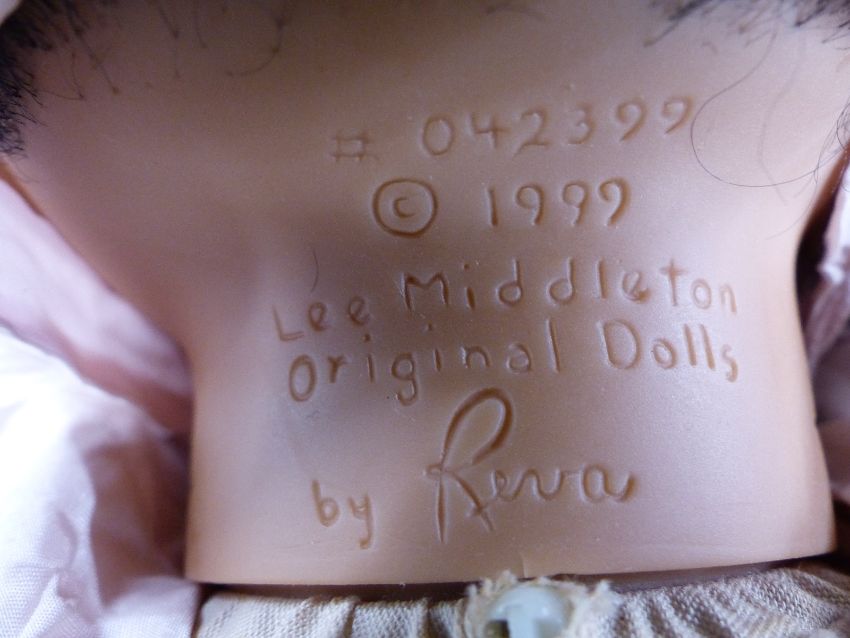 # 042399
© 1999
Lee Middleton
Original Dolls
by Reva